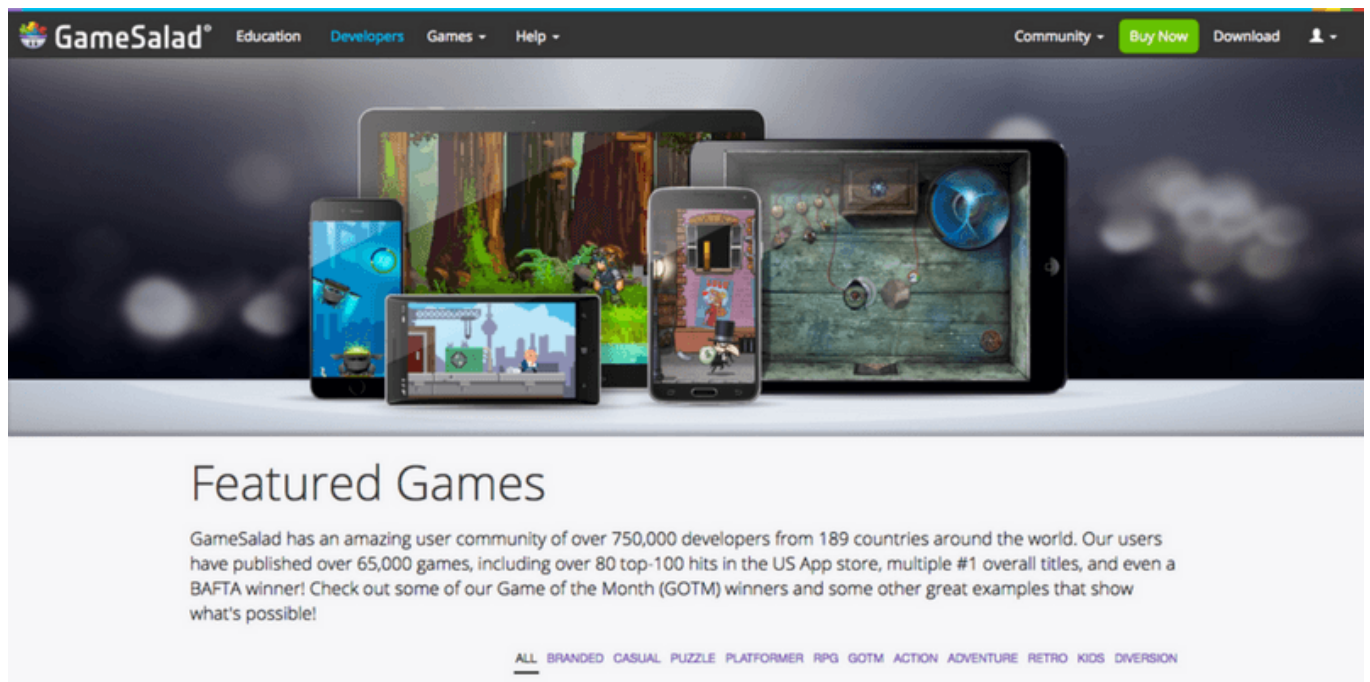 GameSalad®
Education Developers Games Help Community Buy Now Download
Featured Games
GameSalad has an amazing user community of over 750,000 developers from 189 countries around the world. Our users
have published over 65,000 games, including over 80 top-100 hits in the US App store, multiple #1 overall titles, and even a
BAFTA winner! Check out some of our Game of the Month (GOTM) winners and some other great examples that show
what's possible!
ALL BRANDED CASUAL PUZZLE PLATFORMER RPG GOTM ACTION ADVENTURE RETRO KIDS DIVERSION